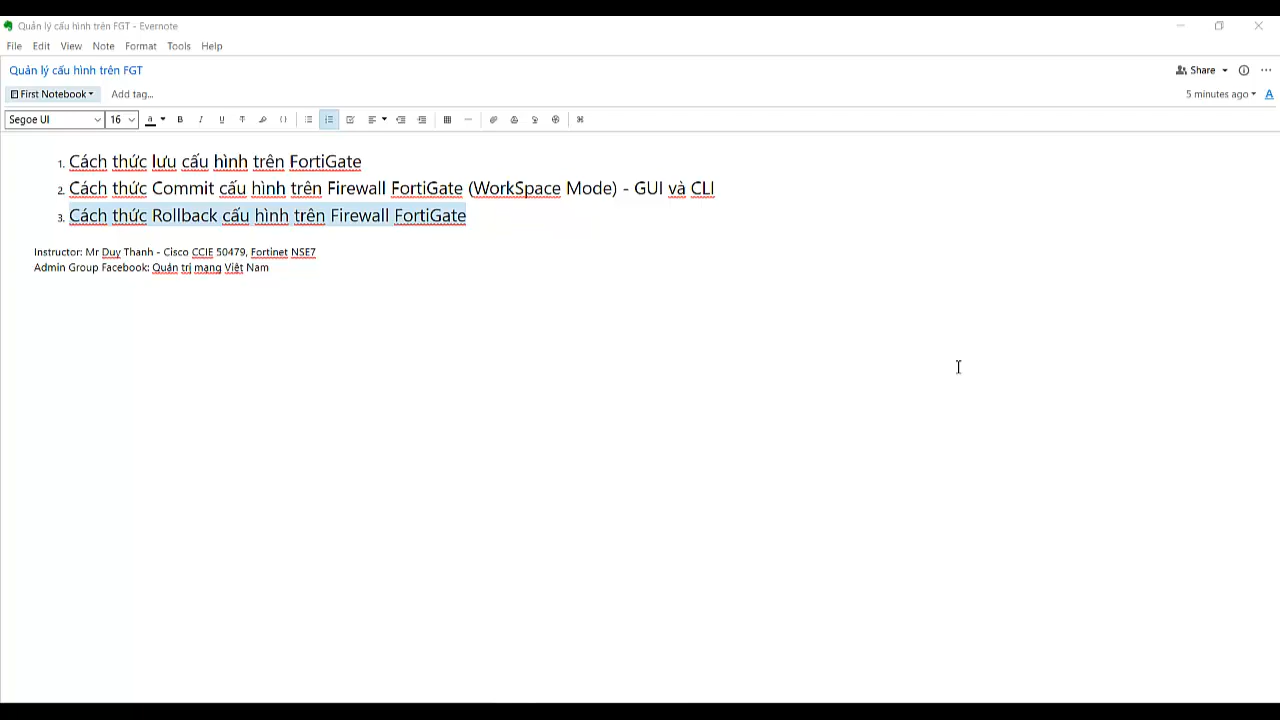 Quản lý cấu hình trên FGT - Evernote
File Edit View Note Format Tools Help
Quản lý cấu hình trên FGT
Share
First Notebook Add tag...
5 minutes ago A
Segoe UI 16 a B I U T
1. Cách thức lưu cấu hình trên FortiGate
2. Cách thức Commit cấu hình trên Firewall FortiGate (WorkSpace Mode) - GUI và CLI
3. Cách thức Rollback cấu hình trên Firewall FortiGate
Instructor: Mr Duy Thanh - Cisco CCIE 50479, Fortinet NSE7
Admin Group Facebook: Quản trị mạng Việt Nam